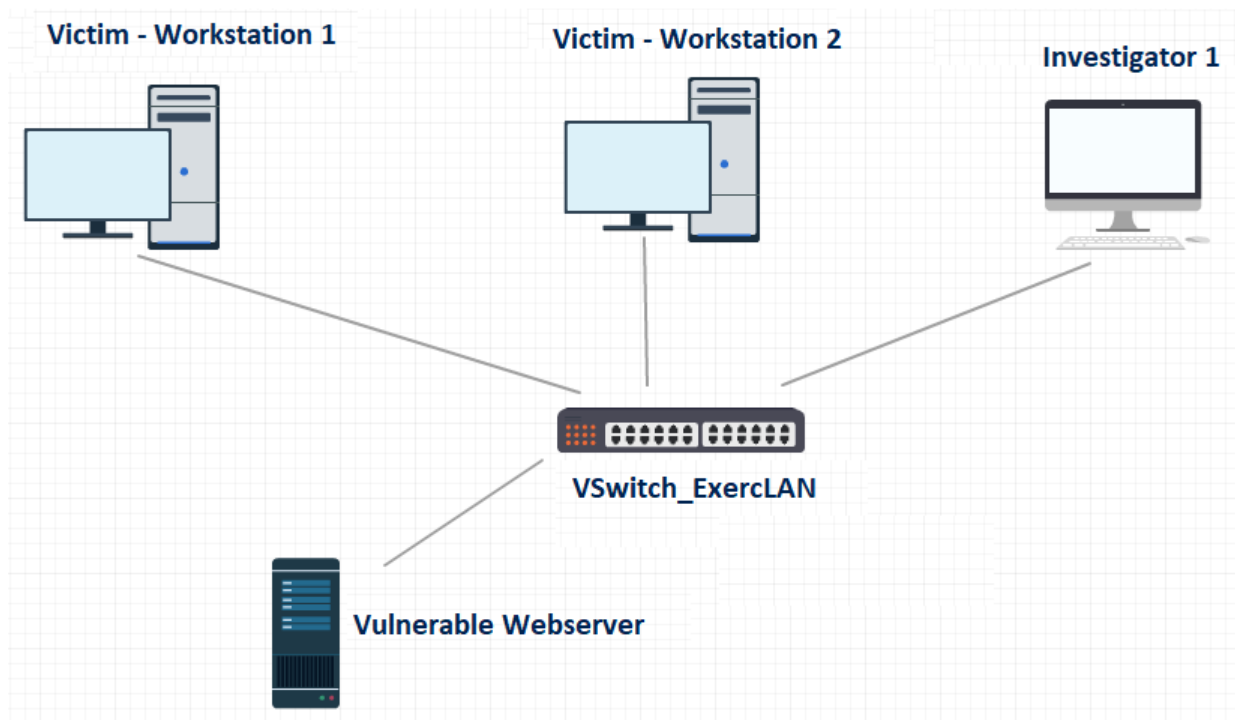 Victim - Workstation 1
Victim - Workstation 2
Investigator 1
VSwitch_ExercLAN
Vulnerable Webserver